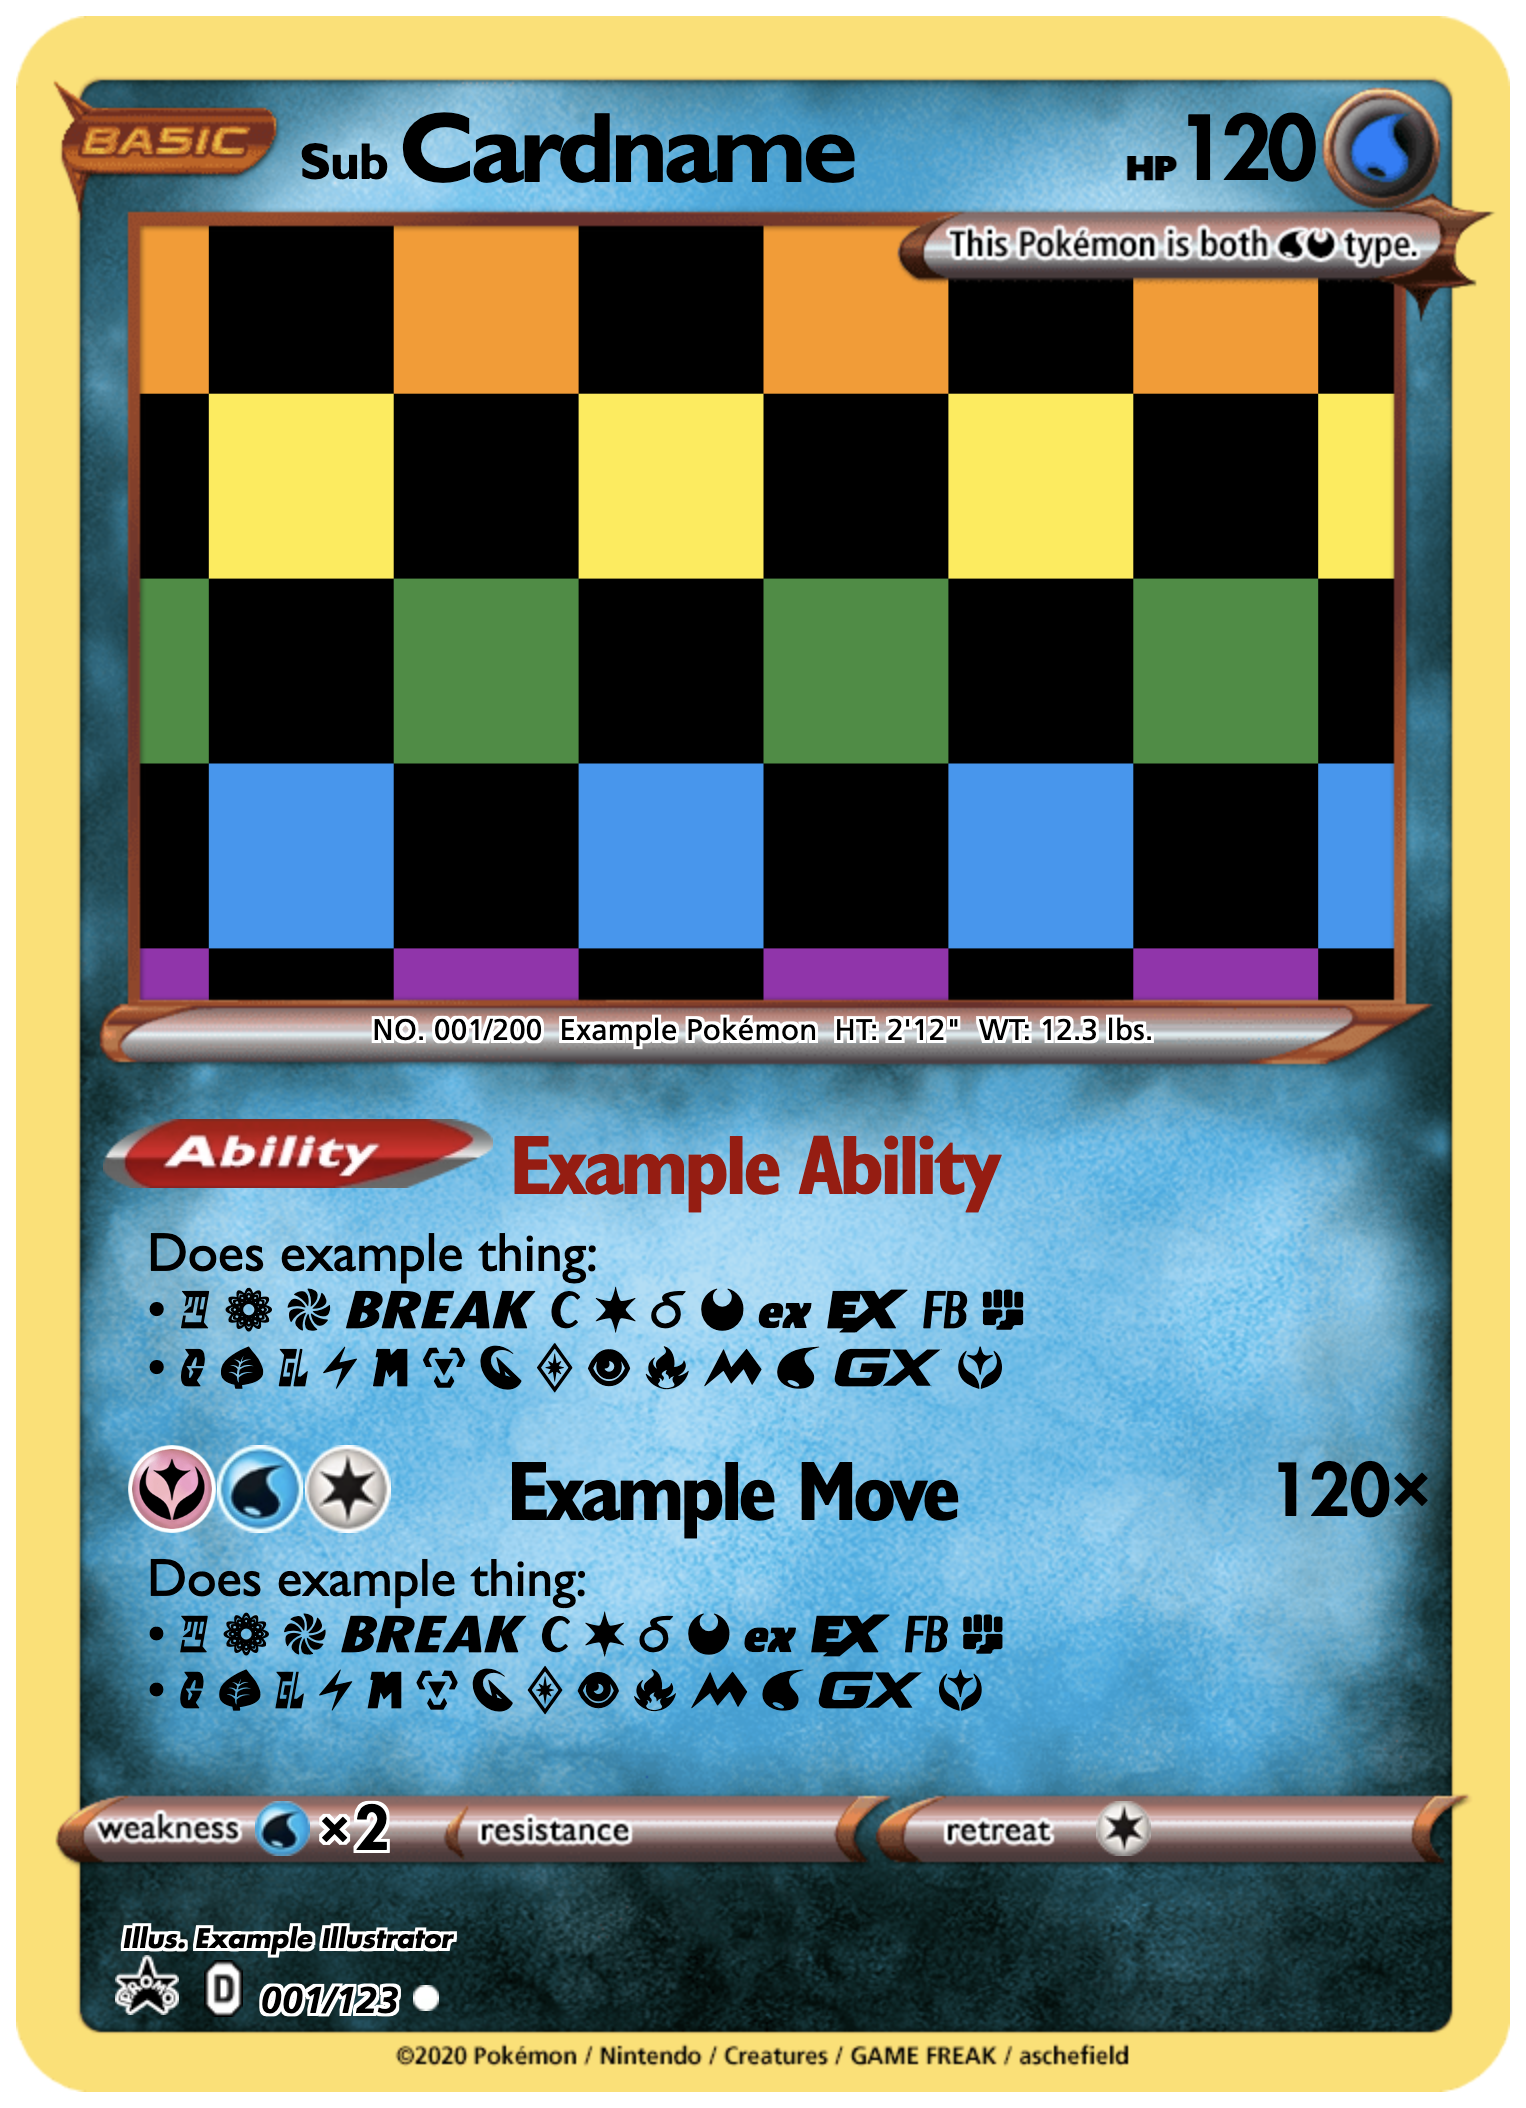 BASIC Sub Cardname HP 120
This Pokémon is both type.
NO. 001/200 Example Pokémon HT: 2'12" WT: 12.3 lbs.
Ability Example Ability
Does example thing:
• BREAK C δ ex EX FB
• G GL M GX
Example Move 120×
Does example thing:
• BREAK C δ ex EX FB
• G GL M GX
weakness ×2 resistance retreat
Illus. Example Illustrator
PROMO D 001/123
©2020 Pokémon / Nintendo / Creatures / GAME FREAK / aschefield